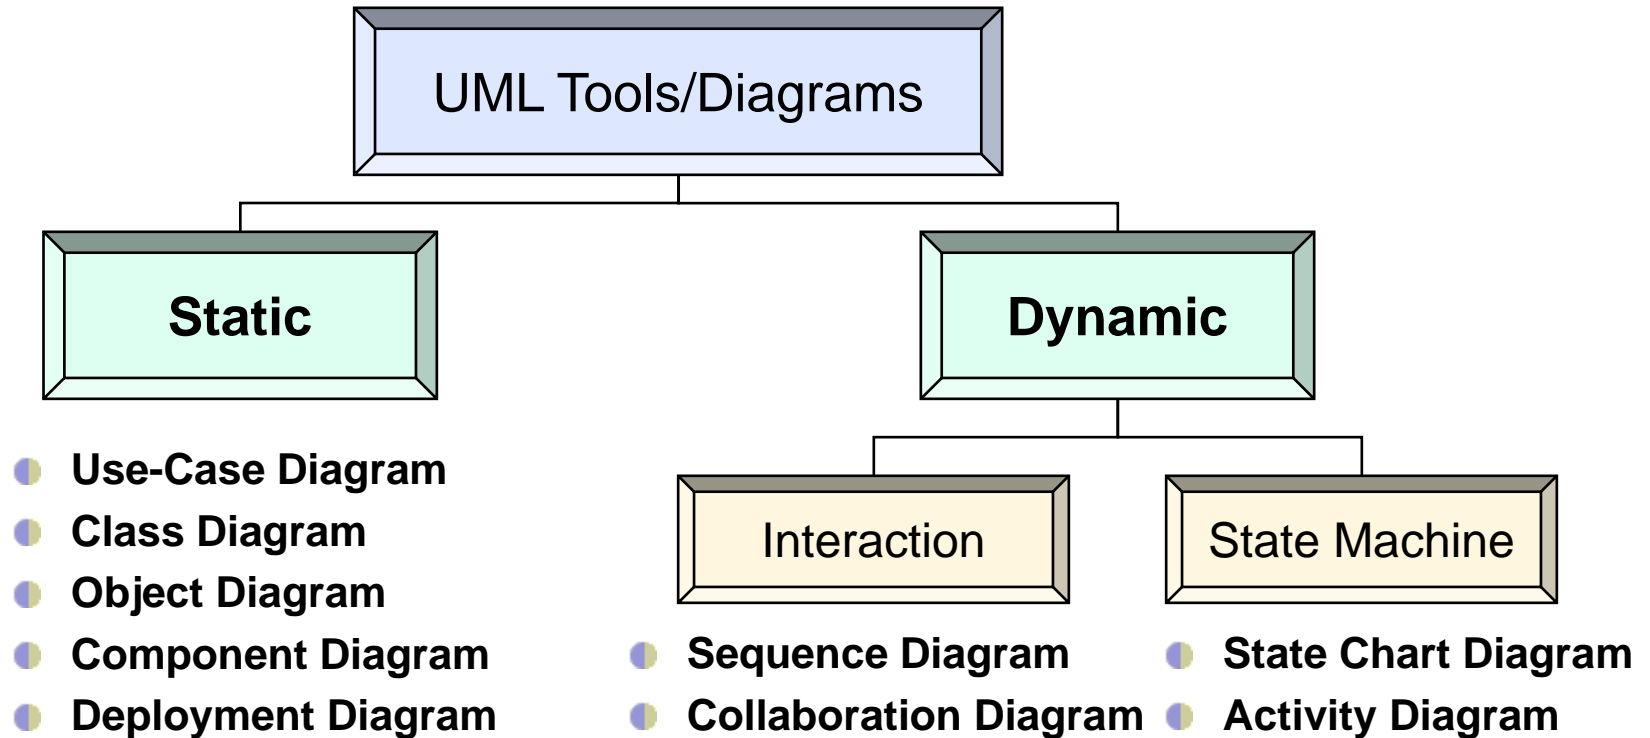 UML Tools/Diagrams
Static
Dynamic
Use-Case Diagram
Class Diagram
Object Diagram
Component Diagram
Deployment Diagram
Interaction
State Machine
Sequence Diagram
Collaboration Diagram
State Chart Diagram
Activity Diagram